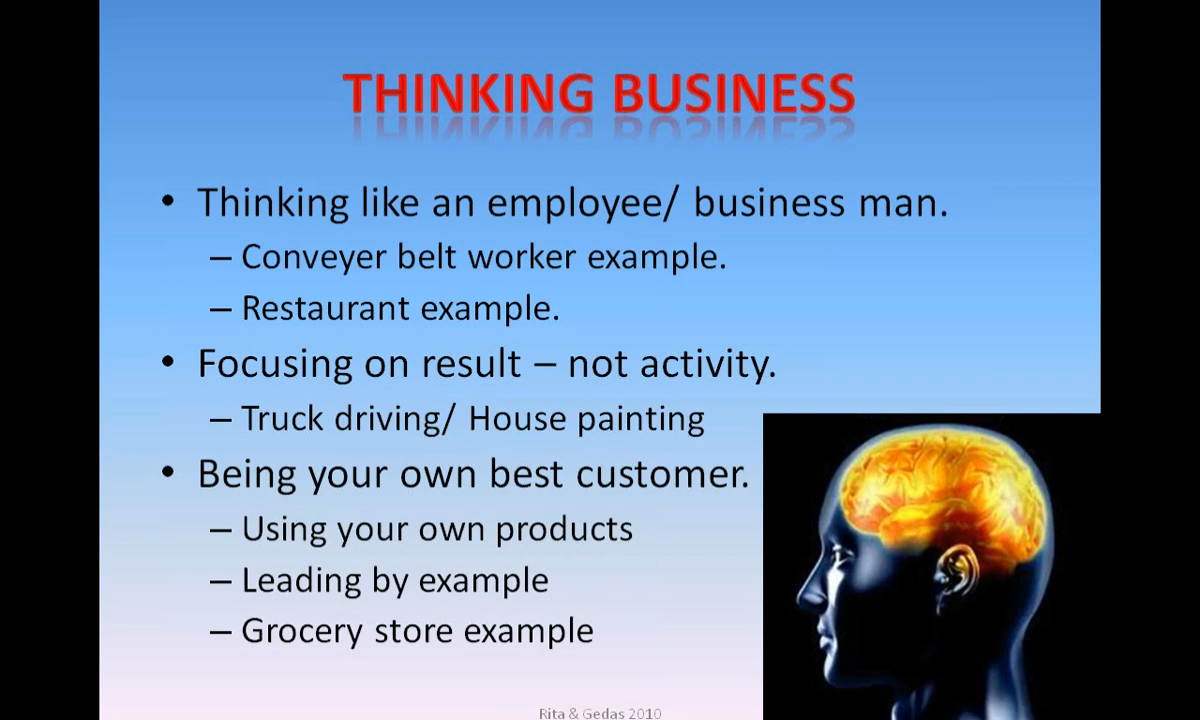 THINKING BUSINESS
• Thinking like an employee/ business man.
– Conveyer belt worker example.
– Restaurant example.
• Focusing on result – not activity.
– Truck driving/ House painting
• Being your own best customer.
– Using your own products
– Leading by example
– Grocery store example
Rita & Gedas 2010